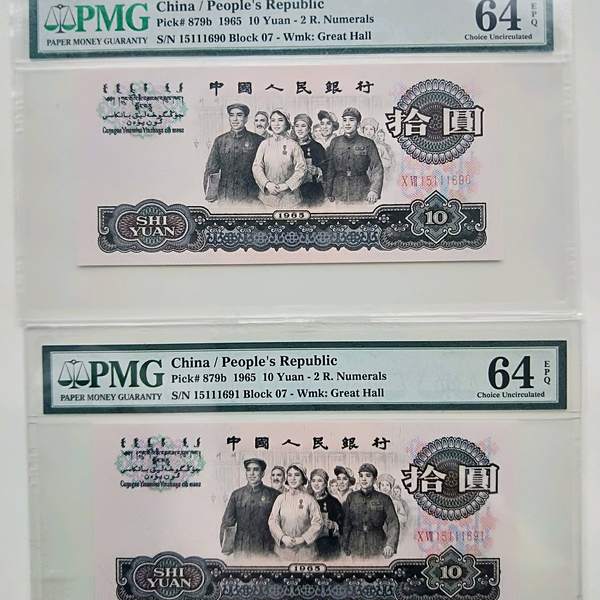 PMG
PAPER MONEY GUARANTY
China / People's Republic
Pick# 879b 1965 10 Yuan - 2 R. Numerals
S/N 15111690 Block 07 - Wmk: Great Hall
64 EPQ
Choice Uncirculated
中國人民銀行
拾圓
1965
SHI
YUAN
10
PMG
PAPER MONEY GUARANTY
China / People's Republic
Pick# 879b 1965 10 Yuan - 2 R. Numerals
S/N 15111691 Block 07 - Wmk: Great Hall
64 EPQ
Choice Uncirculated
中國人民銀行
拾圓
1965
SHI
YUAN
10